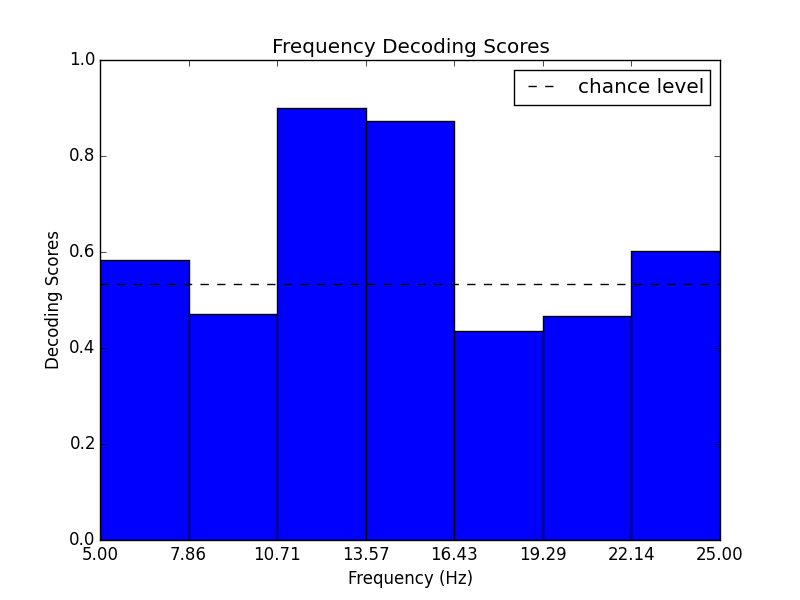 Frequency Decoding Scores
chance level
1.0
0.8
0.6
0.4
0.2
0.0
Decoding Scores
5.00 7.86 10.71 13.57 16.43 19.29 22.14 25.00
Frequency (Hz)